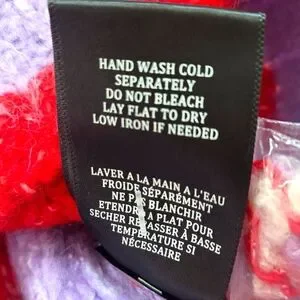 HAND WASH COLD
SEPARATELY
DO NOT BLEACH
LAY FLAT TO DRY
LOW IRON IF NEEDED
LAVER A LA MAIN A L'EAU
FROIDE SÉPARÉMENT
NE PAS BLANCHIR
ETENDRE A PLAT POUR
SECHER REPASSER À BASSE
TEMPÉRATURE SI
NÉCESSAIRE